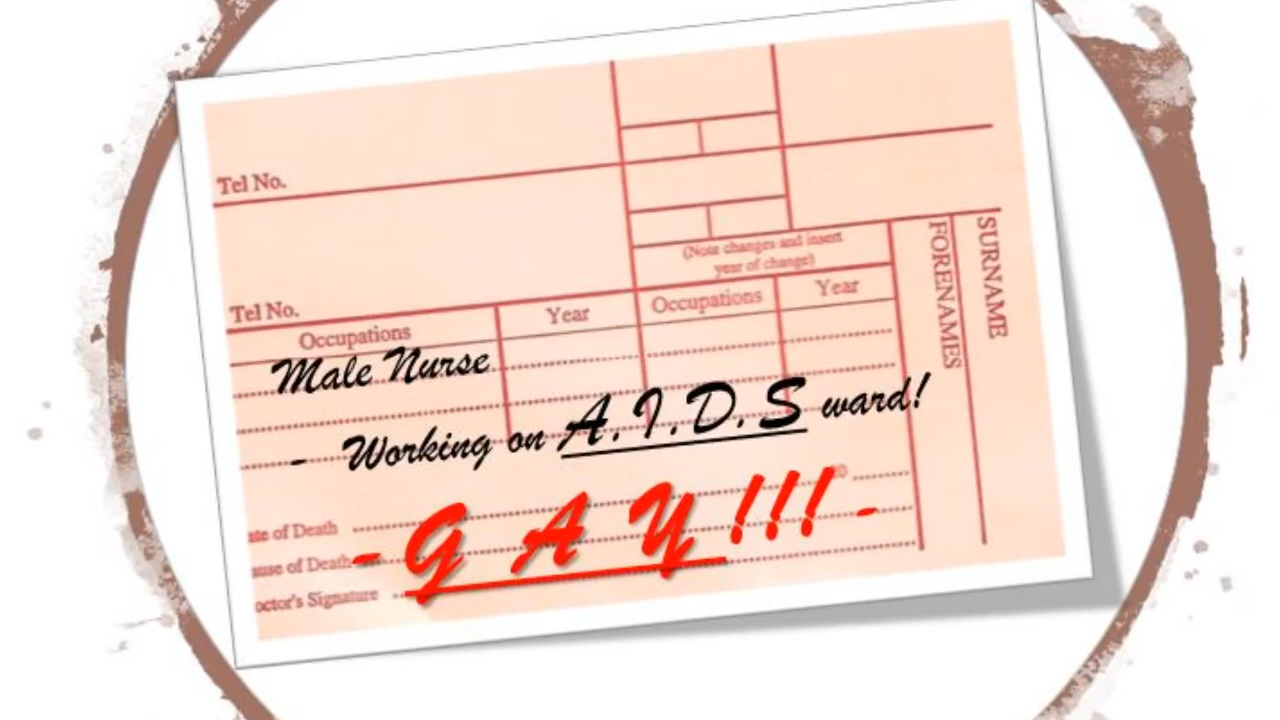 Tel No.
(Note changes and insert
year of change)
Tel No.
Occupations Year Occupations Year
FORENAMES
SURNAME
Male Nurse
- Working on A.I.D.S ward!
ate of Death
ause of Death
- G A Y !!! -
octor's Signature